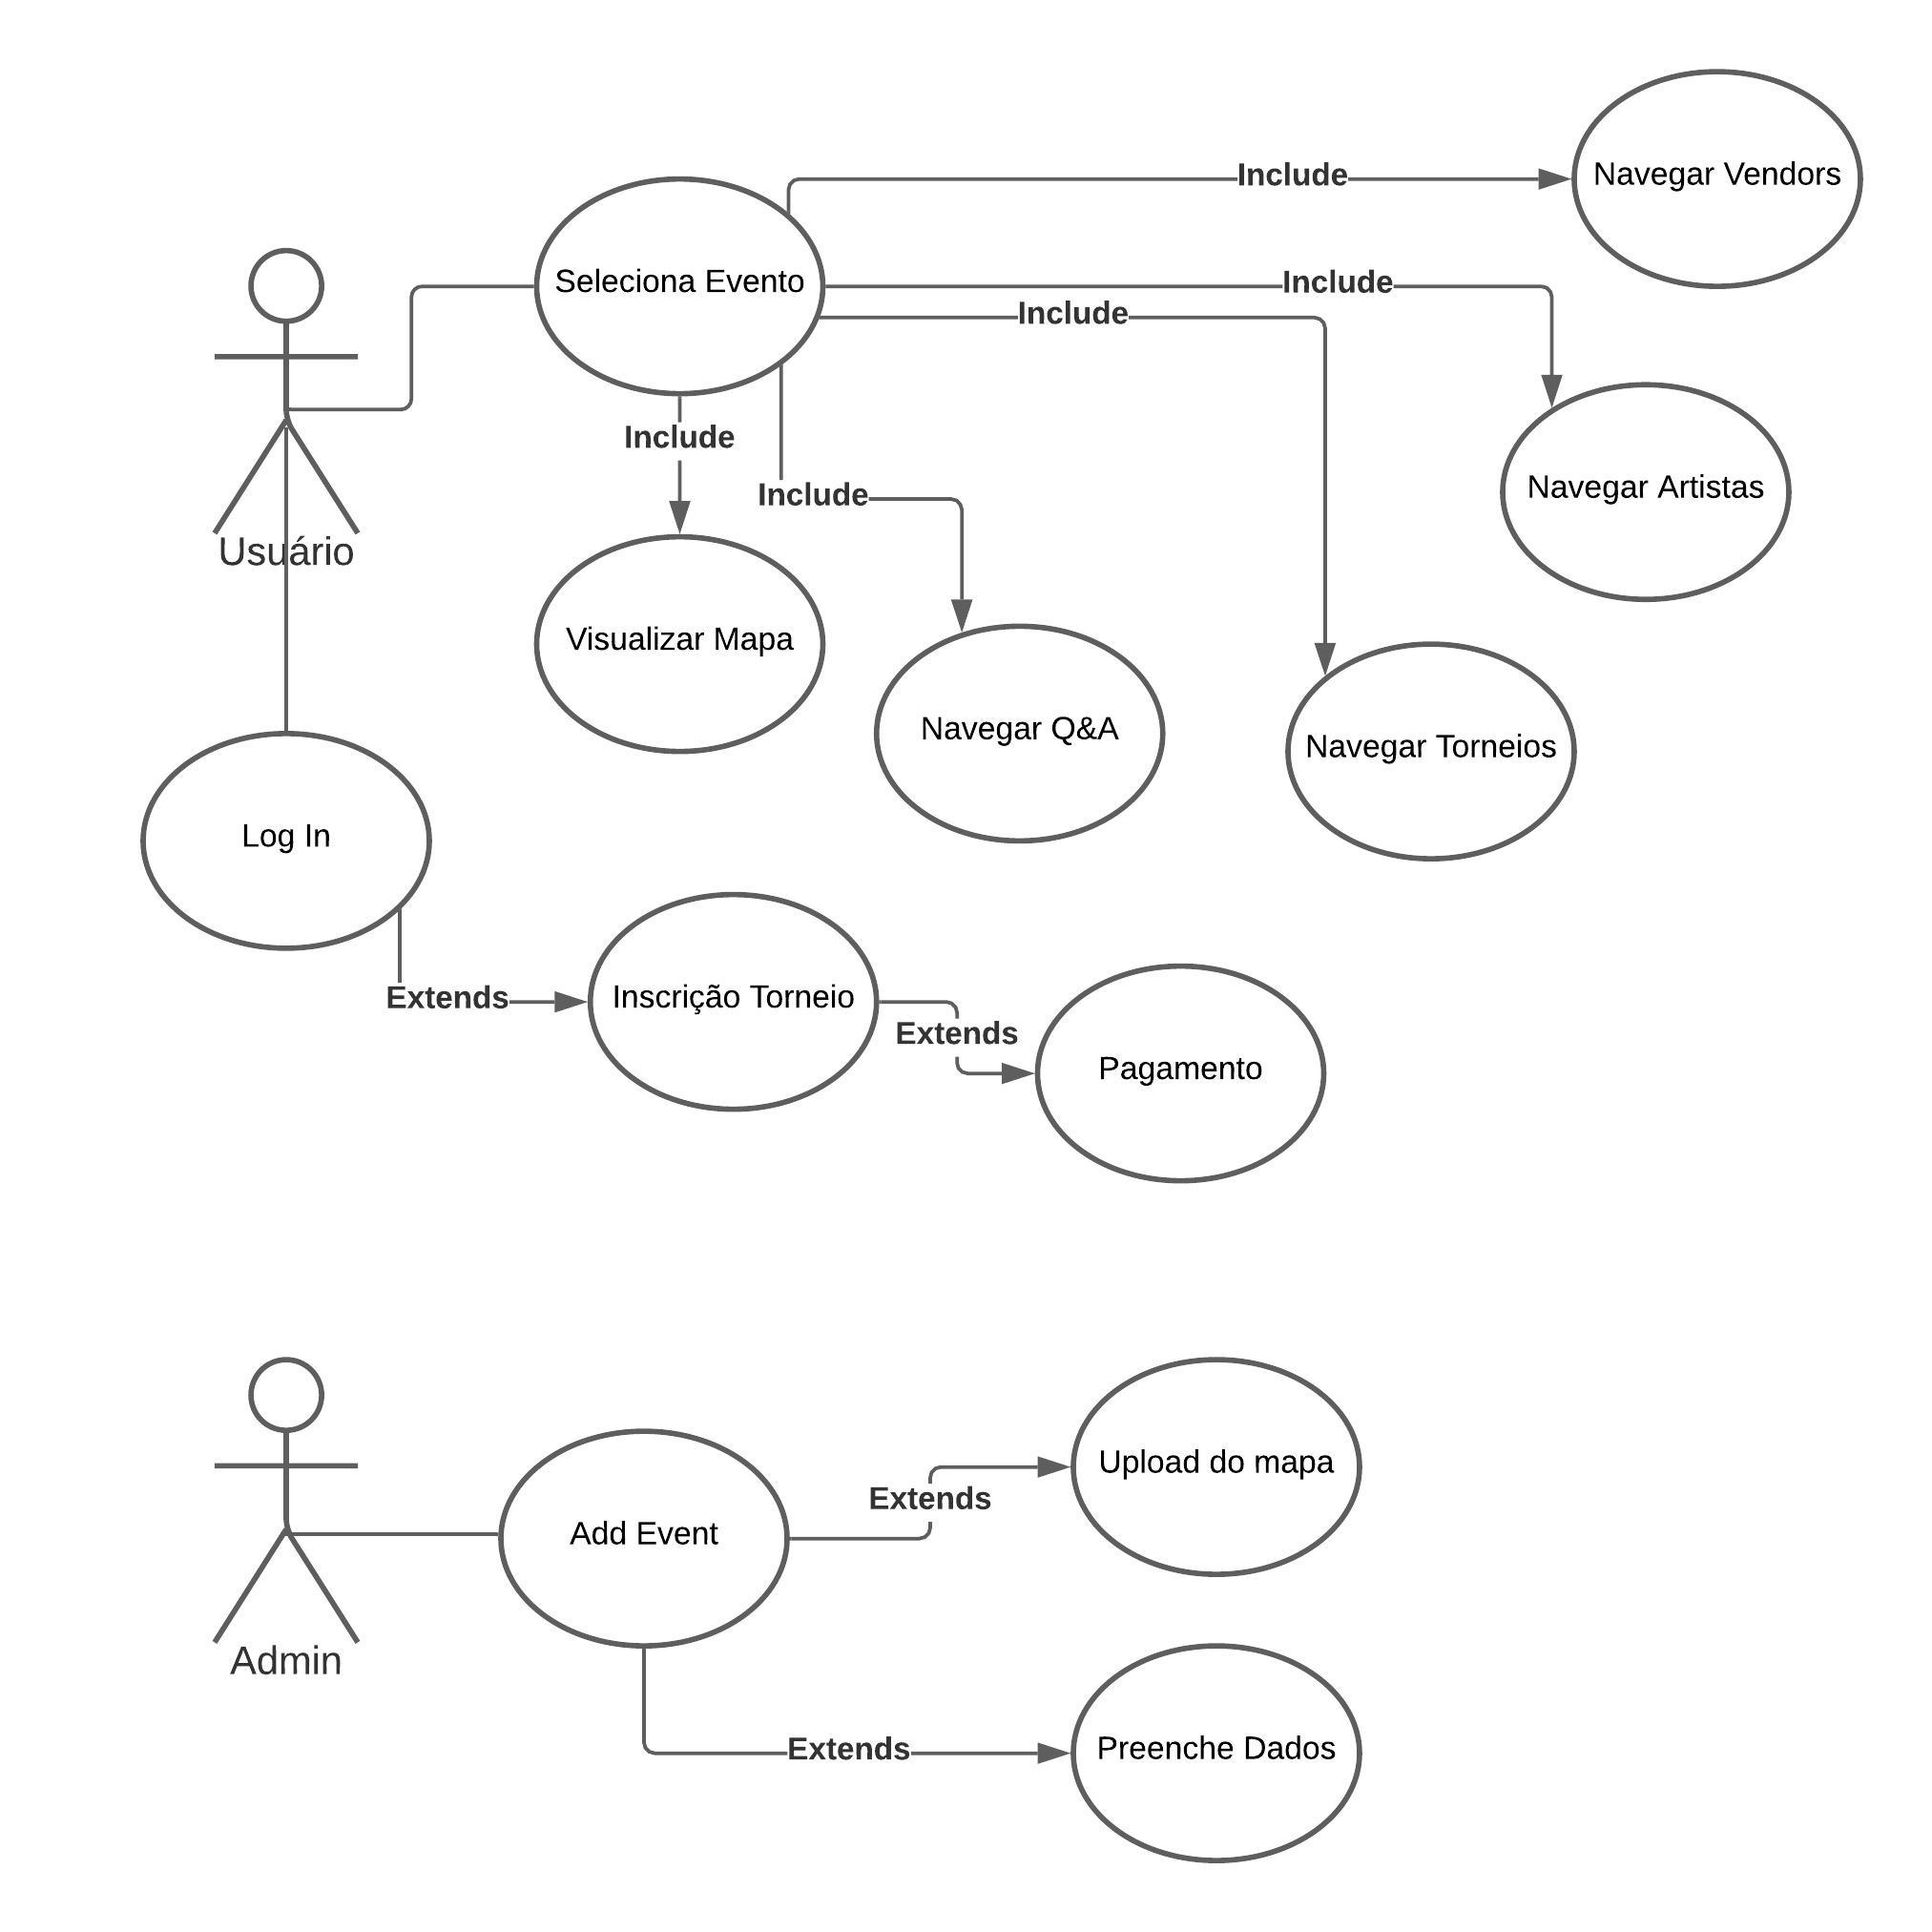 Navegar Vendors
Include
Seleciona Evento
Include
Include
Include
Include
Navegar Artistas
Usuário
Visualizar Mapa
Navegar Q&A
Navegar Torneios
Log In
Extends
Inscrição Torneio
Extends
Pagamento
Upload do mapa
Extends
Add Event
Admin
Extends
Preenche Dados